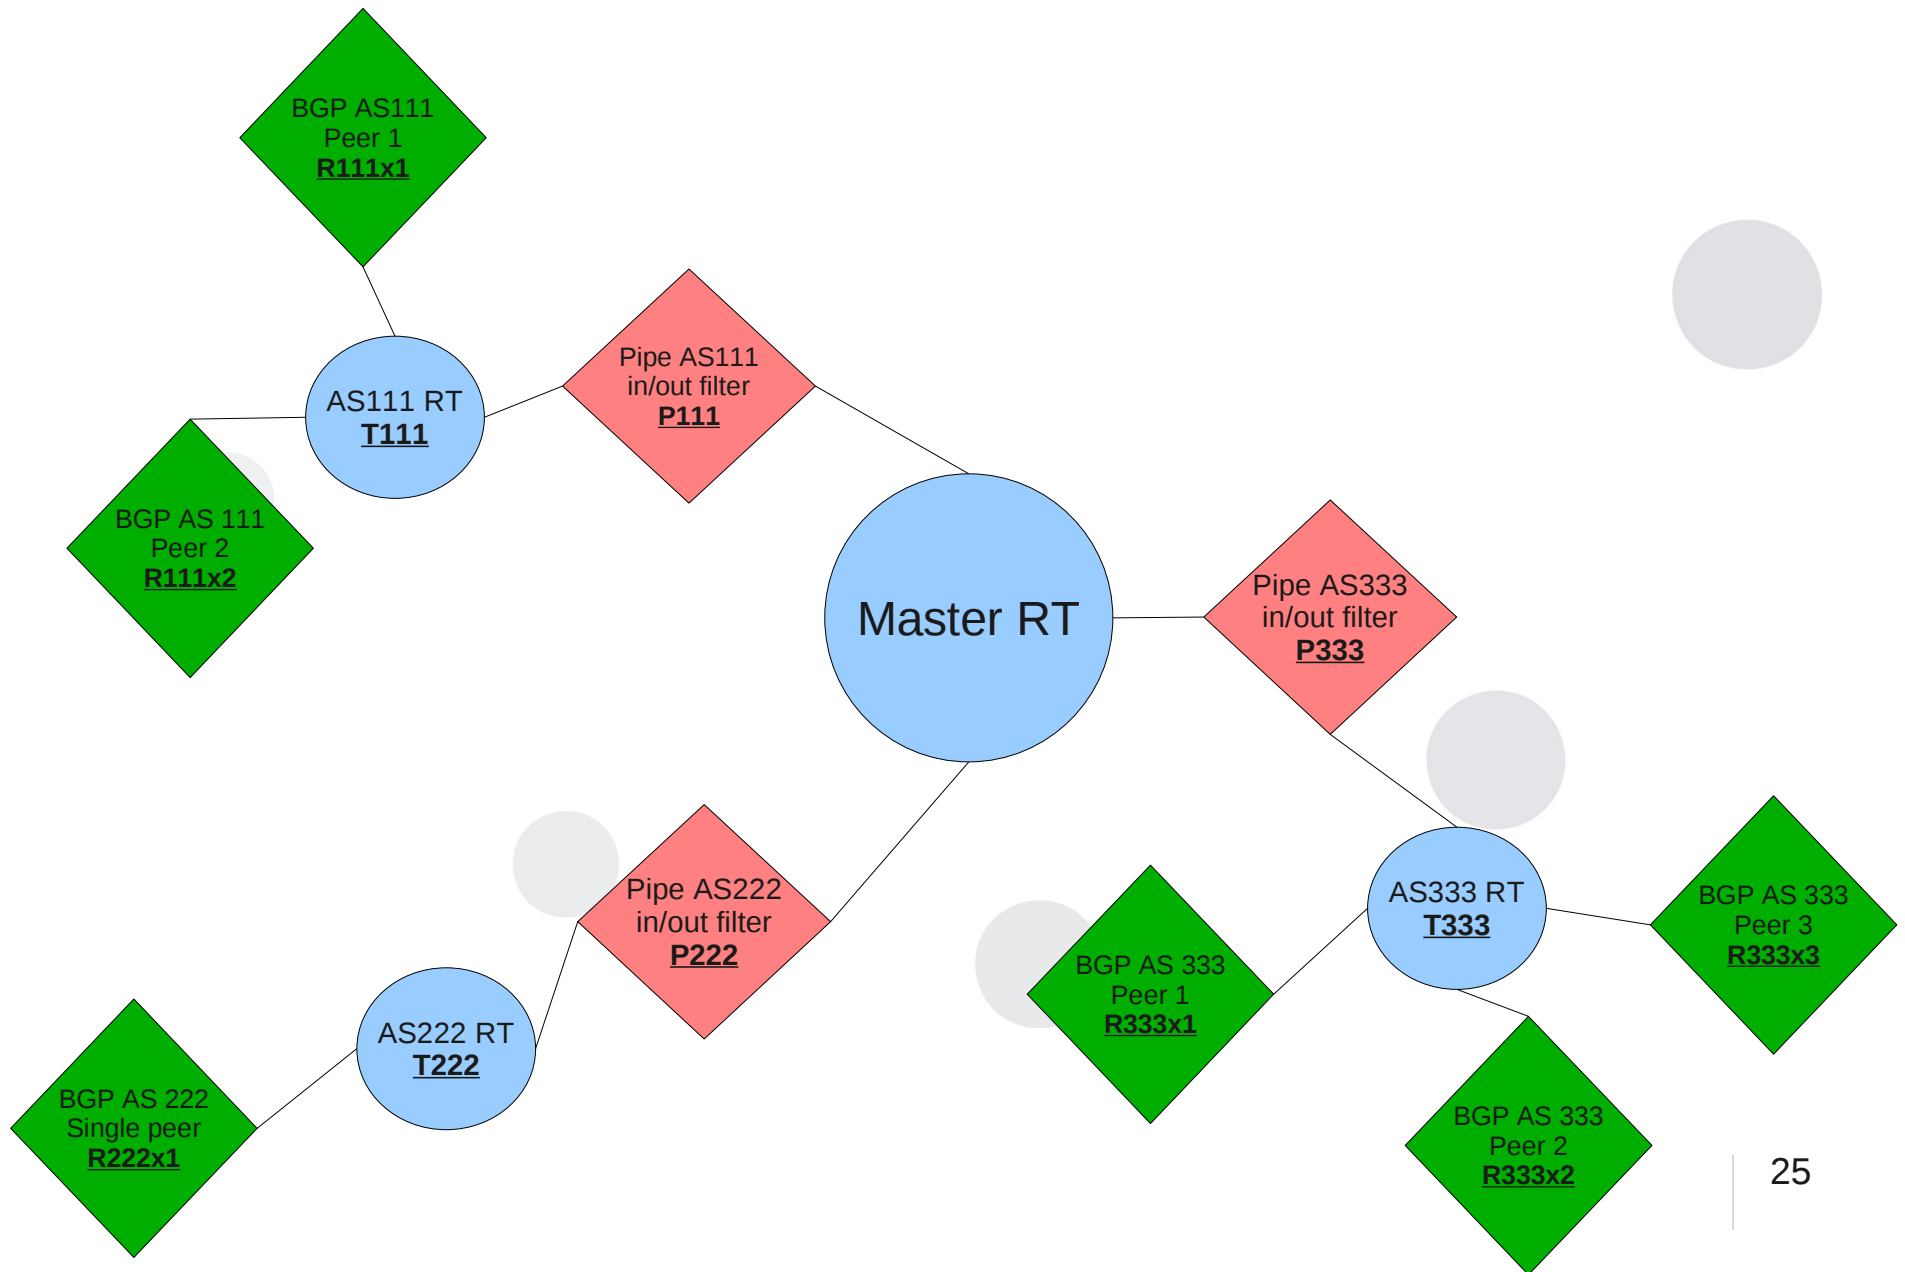 BGP AS111
Peer 1
R111x1
Pipe AS111
in/out filter
P111
AS111 RT
T111
BGP AS 111
Peer 2
R111x2
Master RT
Pipe AS333
in/out filter
P333
Pipe AS222
in/out filter
P222
AS333 RT
T333
BGP AS 333
Peer 3
R333x3
BGP AS 333
Peer 1
R333x1
AS222 RT
T222
BGP AS 222
Single peer
R222x1
BGP AS 333
Peer 2
R333x2
25